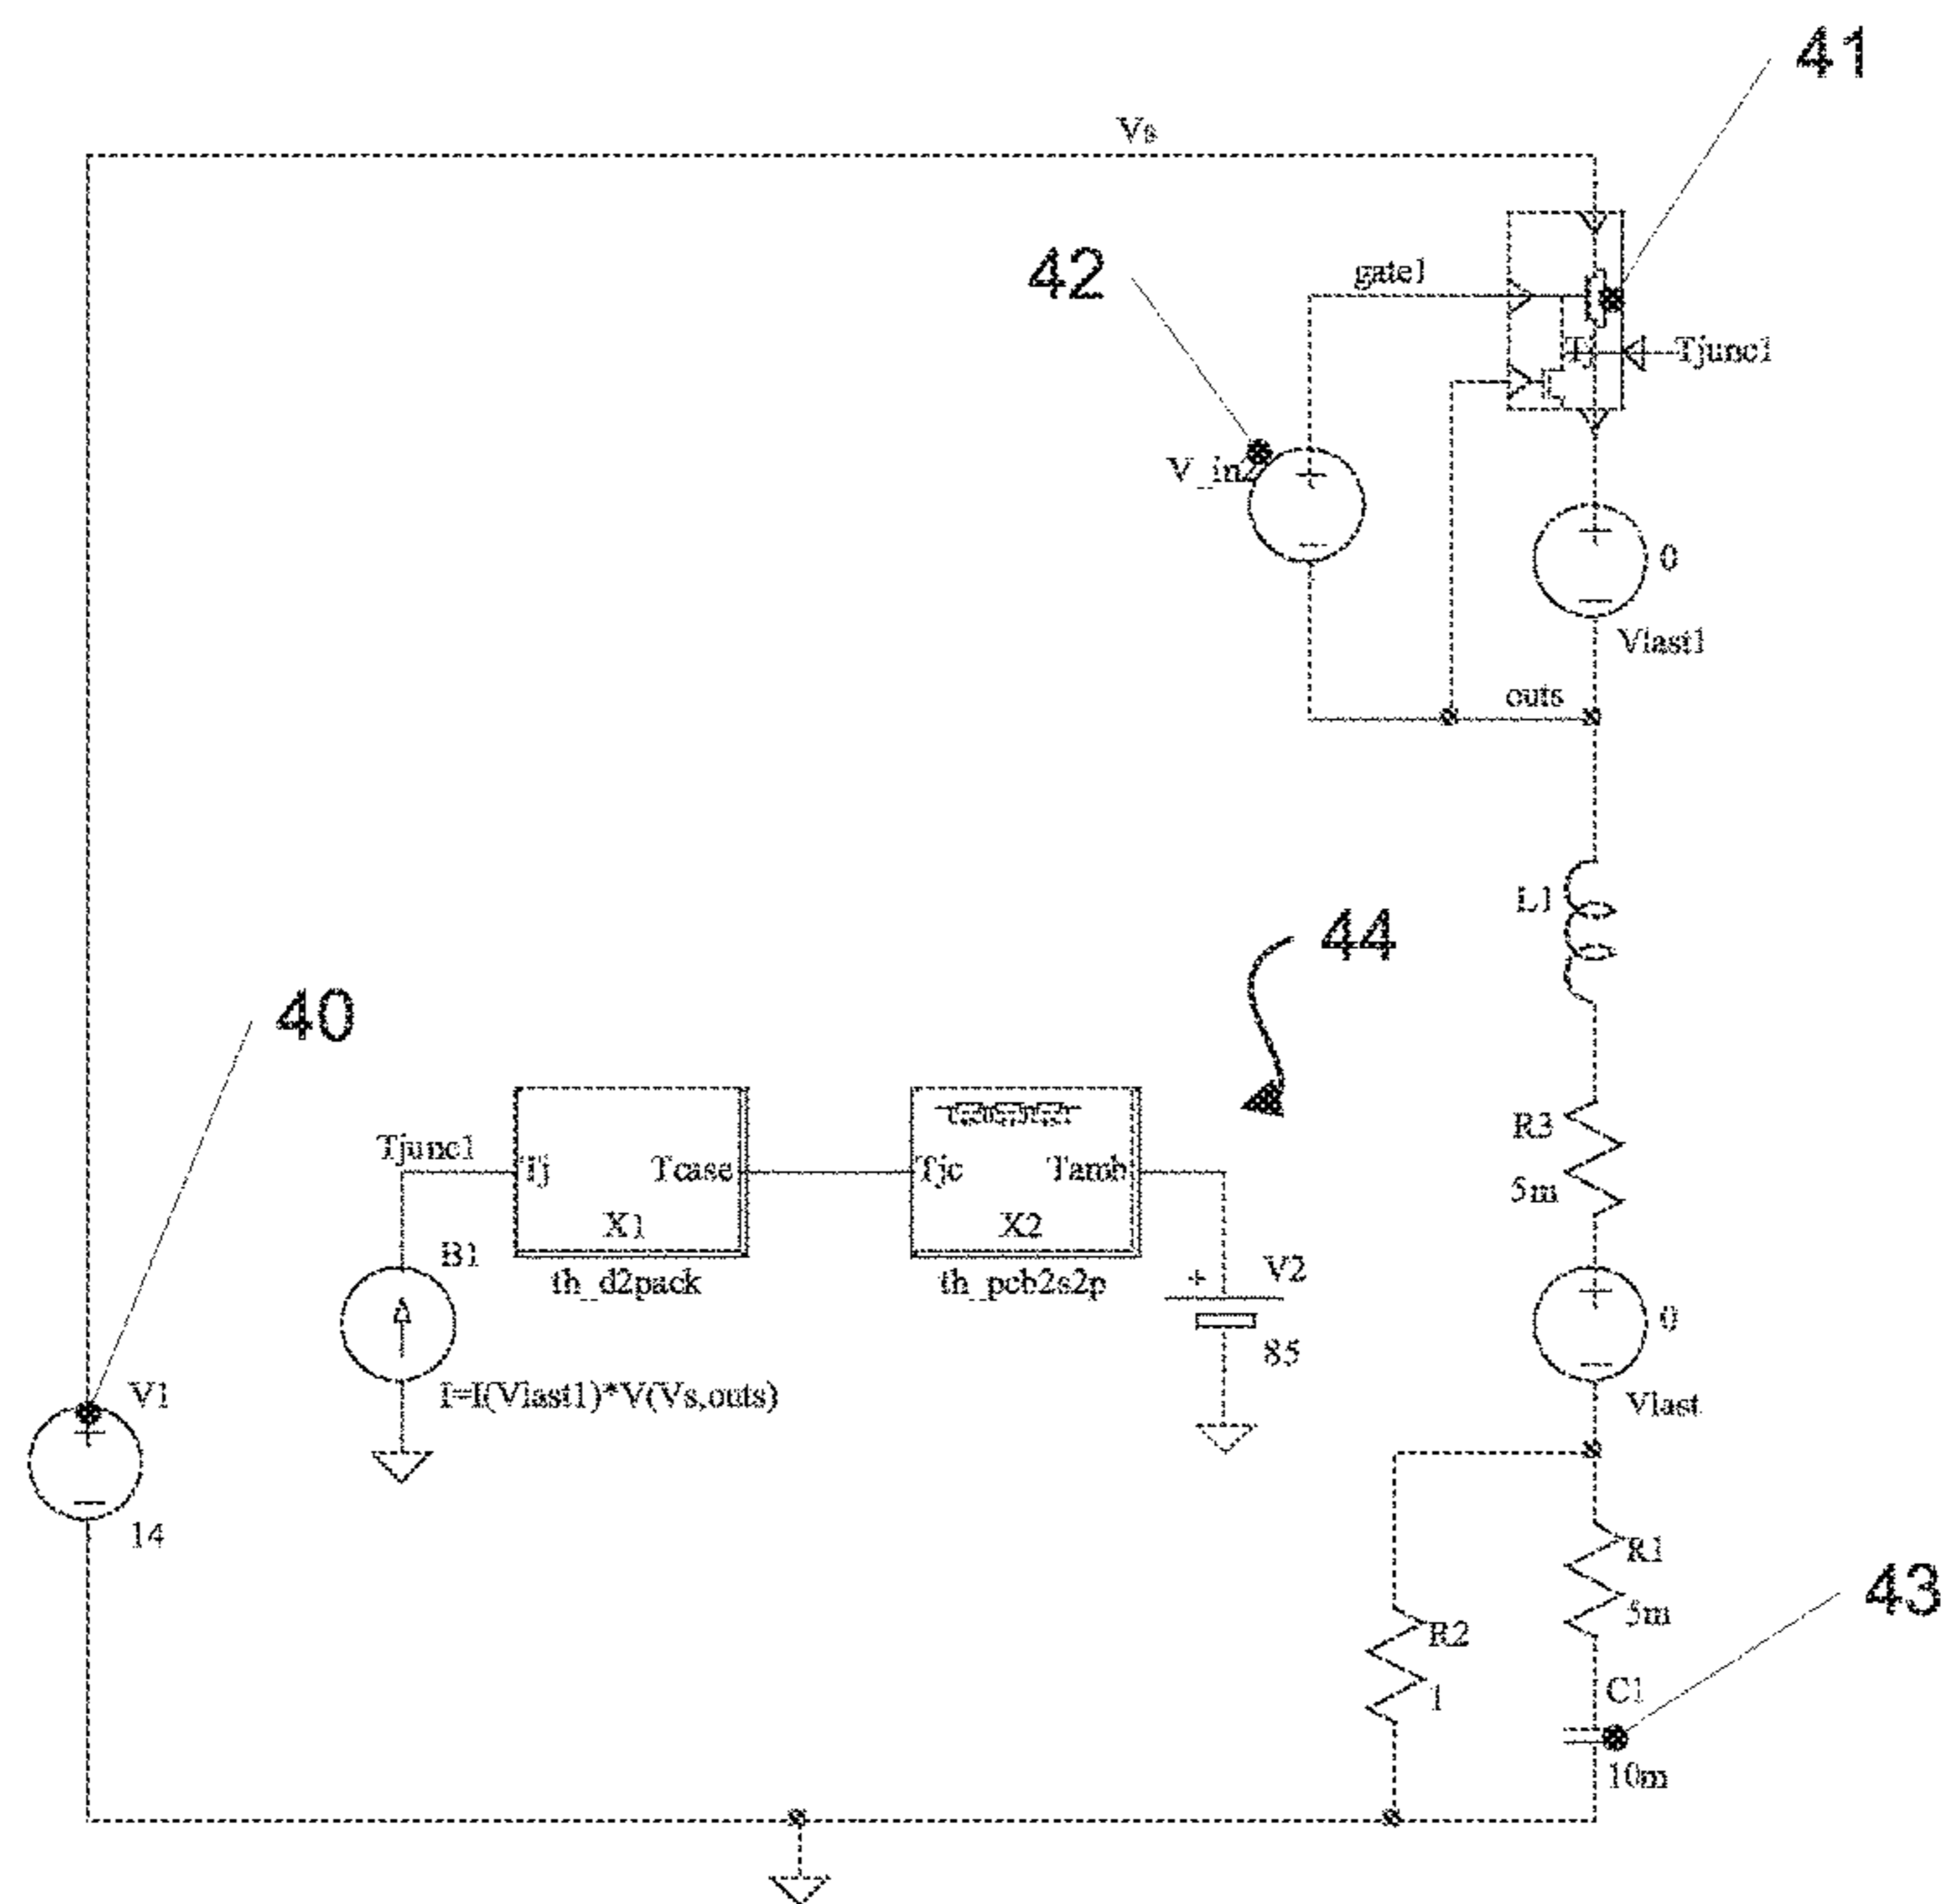 41
Vs
42
gate1
Tj
Tjunc1
V_in2
0
Vlast1
outs
L1
44
40
R3
5m
Tjunc1
Tj
Tcase
Tjc
Tamb
X1
X2
B1
th_d2pack
th_pcb2s2p
+
V2
85
0
I=I(Vlast1)*V(Vs,outs)
V1
Vlast
14
R1
5m
43
R2
1
C1
10m